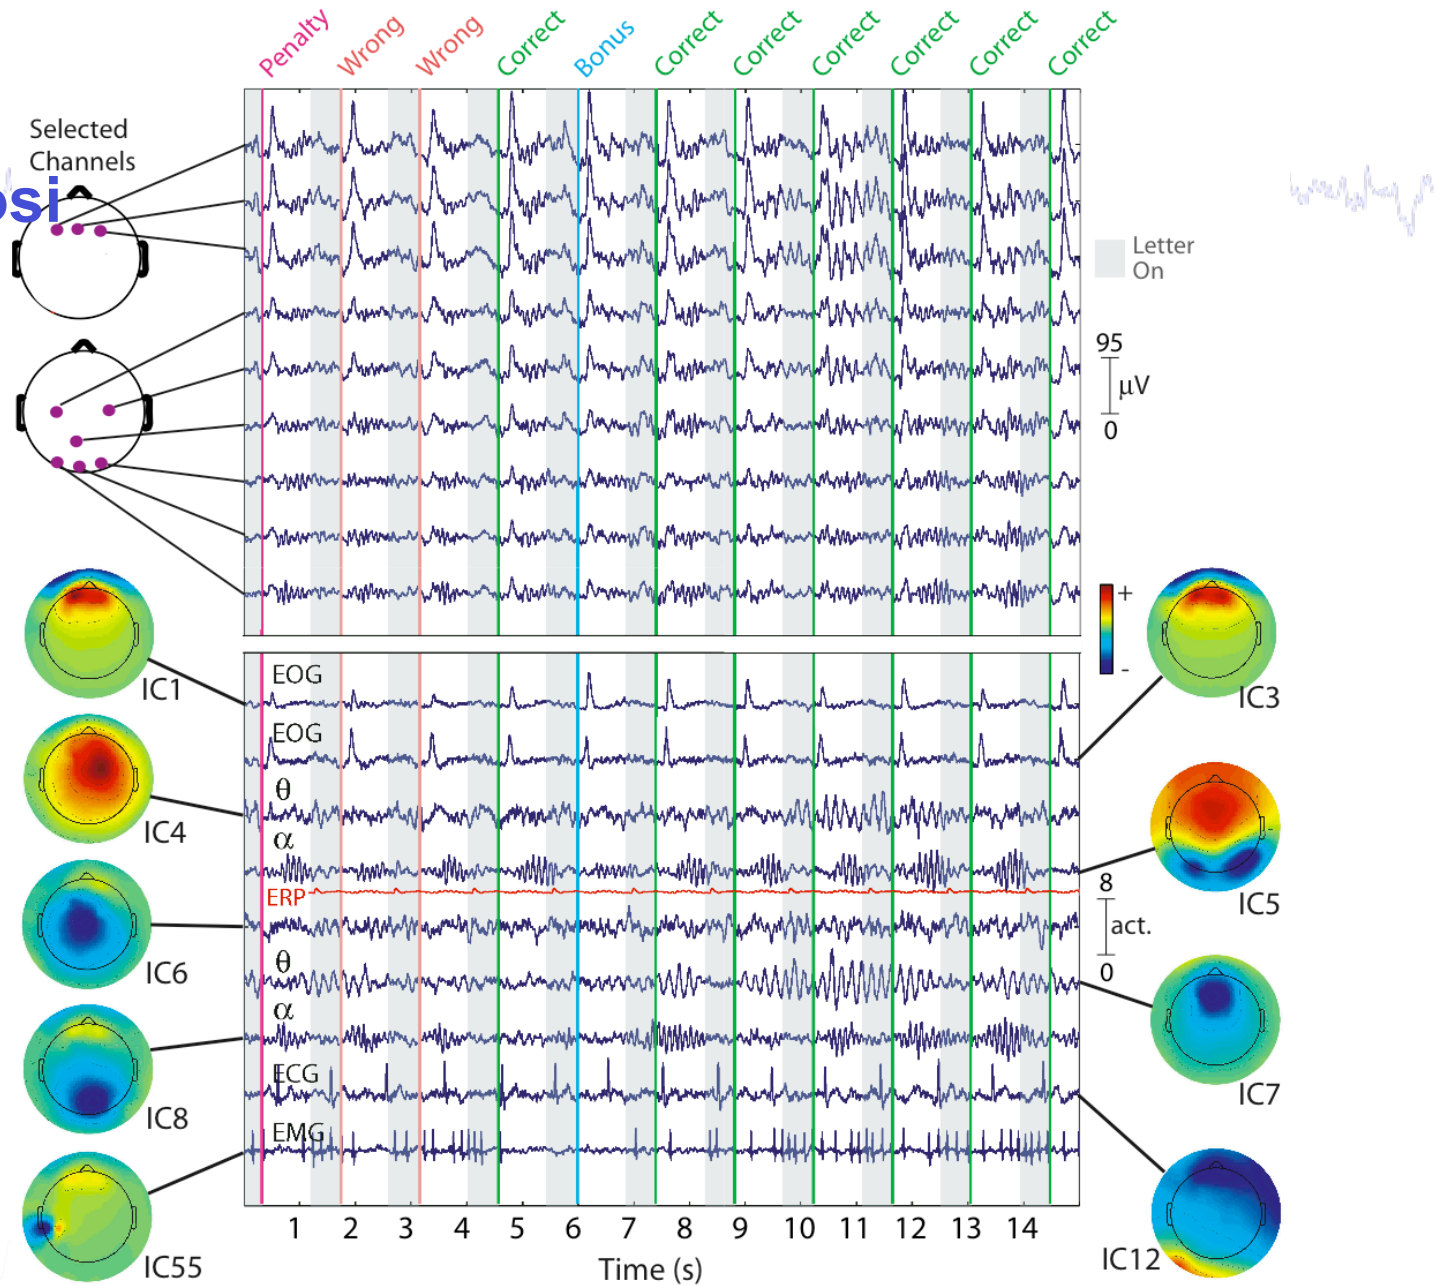 Penalty
Wrong
Wrong
Correct
Bonus
Correct
Correct
Correct
Correct
Correct
Correct
Selected
Channels
osi
Letter
On
95
μV
0
EOG
EOG
θ
α
ERP
θ
α
ECG
EMG
IC1
IC4
IC6
IC8
IC55
+
-
IC3
IC5
8
act.
0
IC7
IC12
1 2 3 4 5 6 7 8 9 10 11 12 13 14
Time (s)